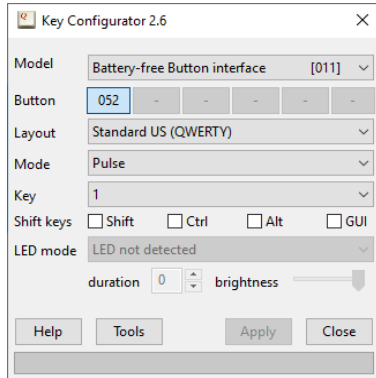 Key Configurator 2.6
Model Battery-free Button interface [011]
Button 052 - - - - -
Layout Standard US (QWERTY)
Mode Pulse
Key 1
Shift keys Shift Ctrl Alt GUI
LED mode LED not detected
duration 0 brightness
Help Tools Apply Close